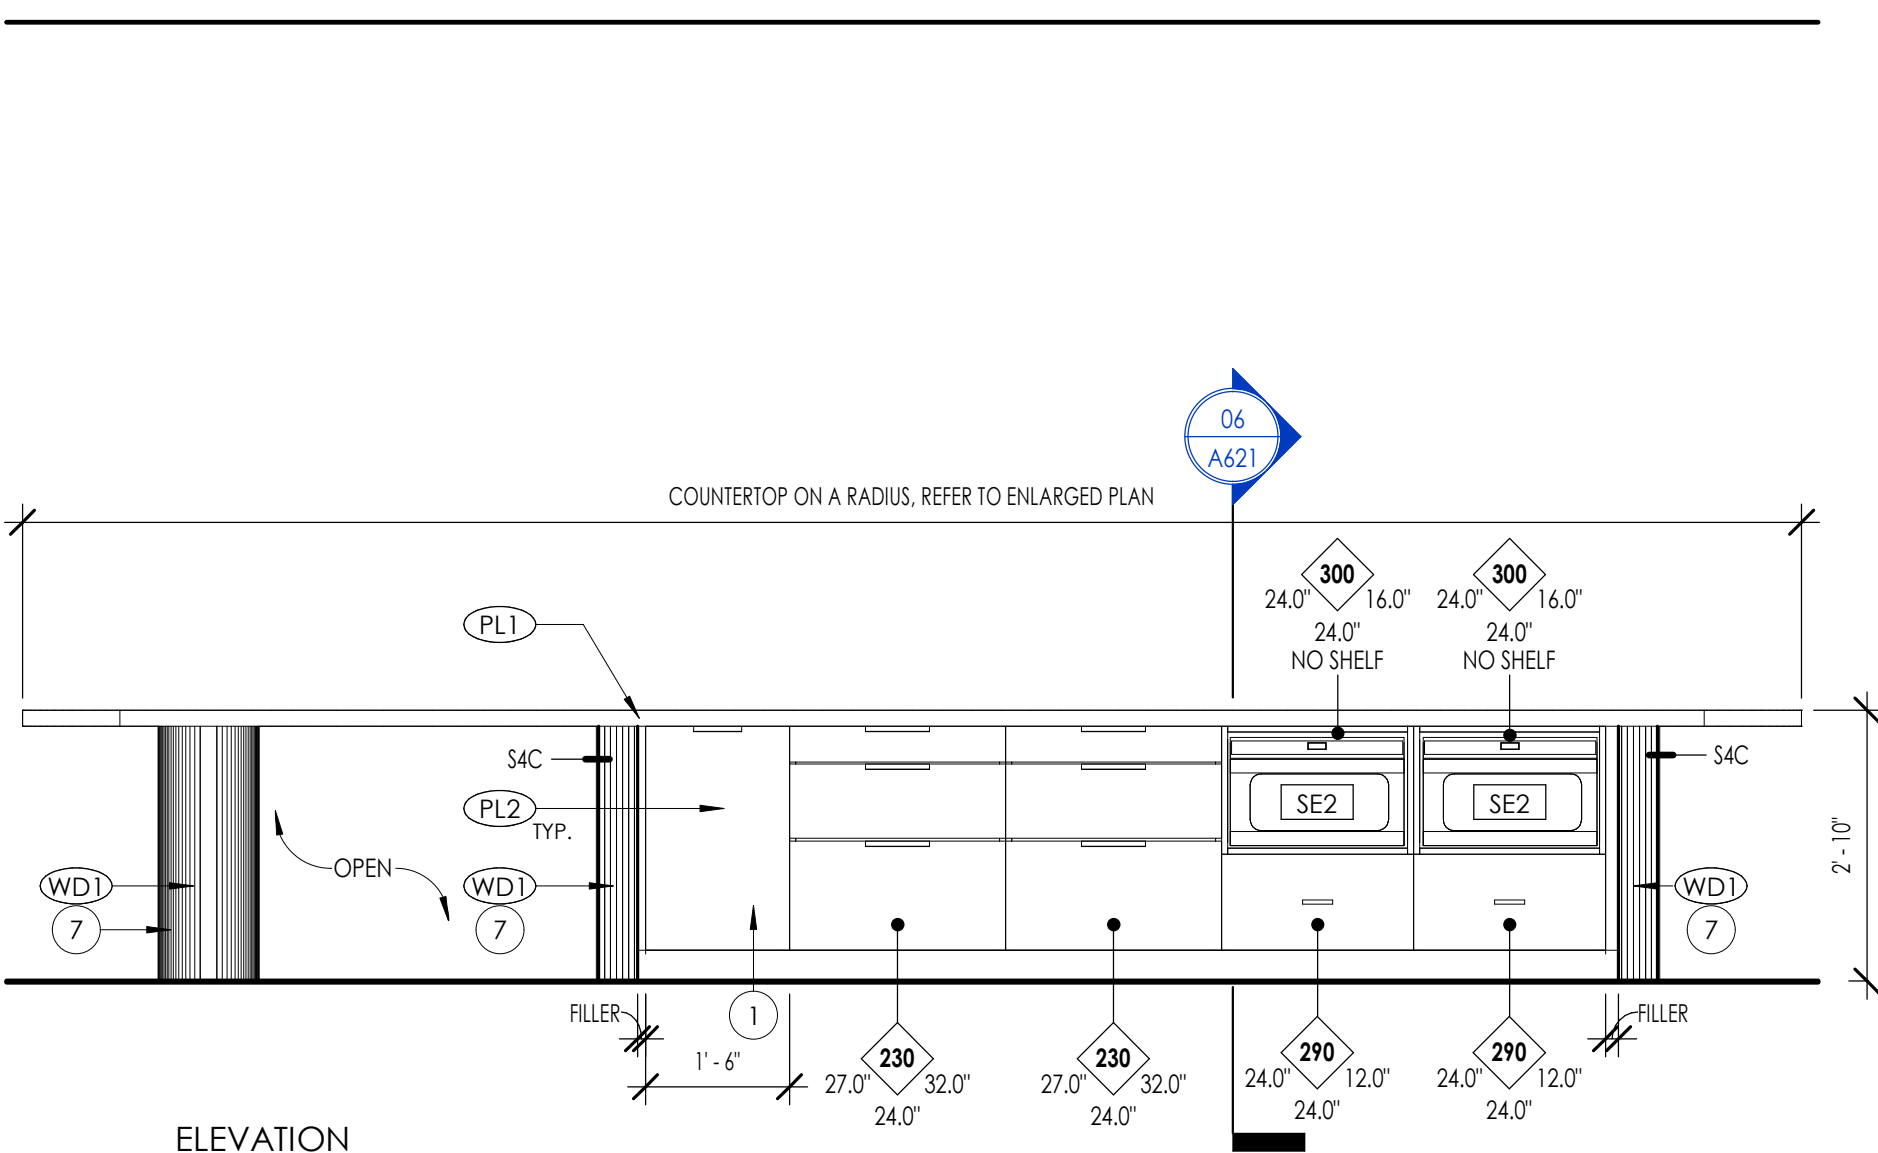 06
A621
COUNTERTOP ON A RADIUS, REFER TO ENLARGED PLAN
300
24.0" 16.0"
24.0"
NO SHELF
300
24.0" 16.0"
24.0"
NO SHELF
PL1
S4C
S4C
PL2
TYP.
SE2
SE2
2' - 10"
OPEN
WD1
7
WD1
7
WD1
7
FILLER
1
FILLER
1' - 6"
230
27.0" 32.0"
24.0"
230
27.0" 32.0"
24.0"
290
24.0" 12.0"
24.0"
290
24.0" 12.0"
24.0"
ELEVATION